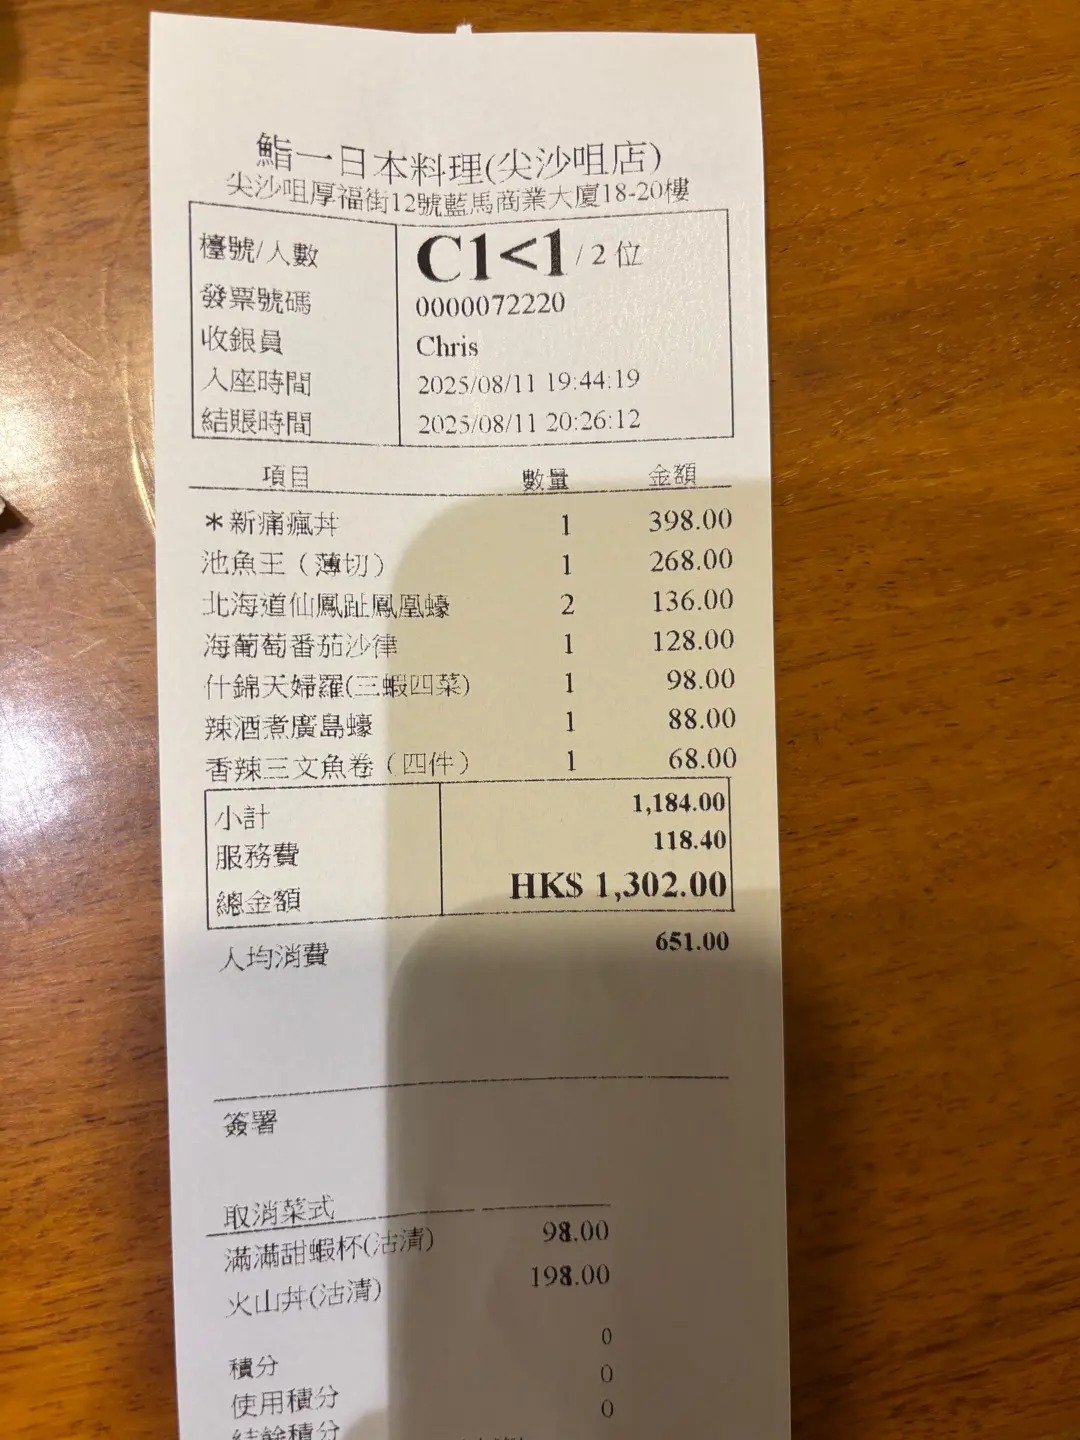 鮨一日本料理(尖沙咀店)
尖沙咀厚福街12號藍馬商業大廈18-20樓
檯號/人數 C1<1 / 2 位
發票號碼 0000072220
收銀員 Chris
入座時間 2025/08/11 19:44:19
結賬時間 2025/08/11 20:26:12
項目 數量 金額
*新痛瘋丼 1 398.00
池魚王（薄切） 1 268.00
北海道仙鳳趾鳳凰蠔 2 136.00
海葡萄番茄沙律 1 128.00
什錦天婦羅(三蝦四菜) 1 98.00
辣酒煮廣島蠔 1 88.00
香辣三文魚卷（四件） 1 68.00
小計 1,184.00
服務費 118.40
總金額 HK$ 1,302.00
人均消費 651.00
簽署
取消菜式
滿滿甜蝦杯(沽清) 98.00
火山丼(沽清) 198.00
0
積分 0
使用積分 0
結餘積分